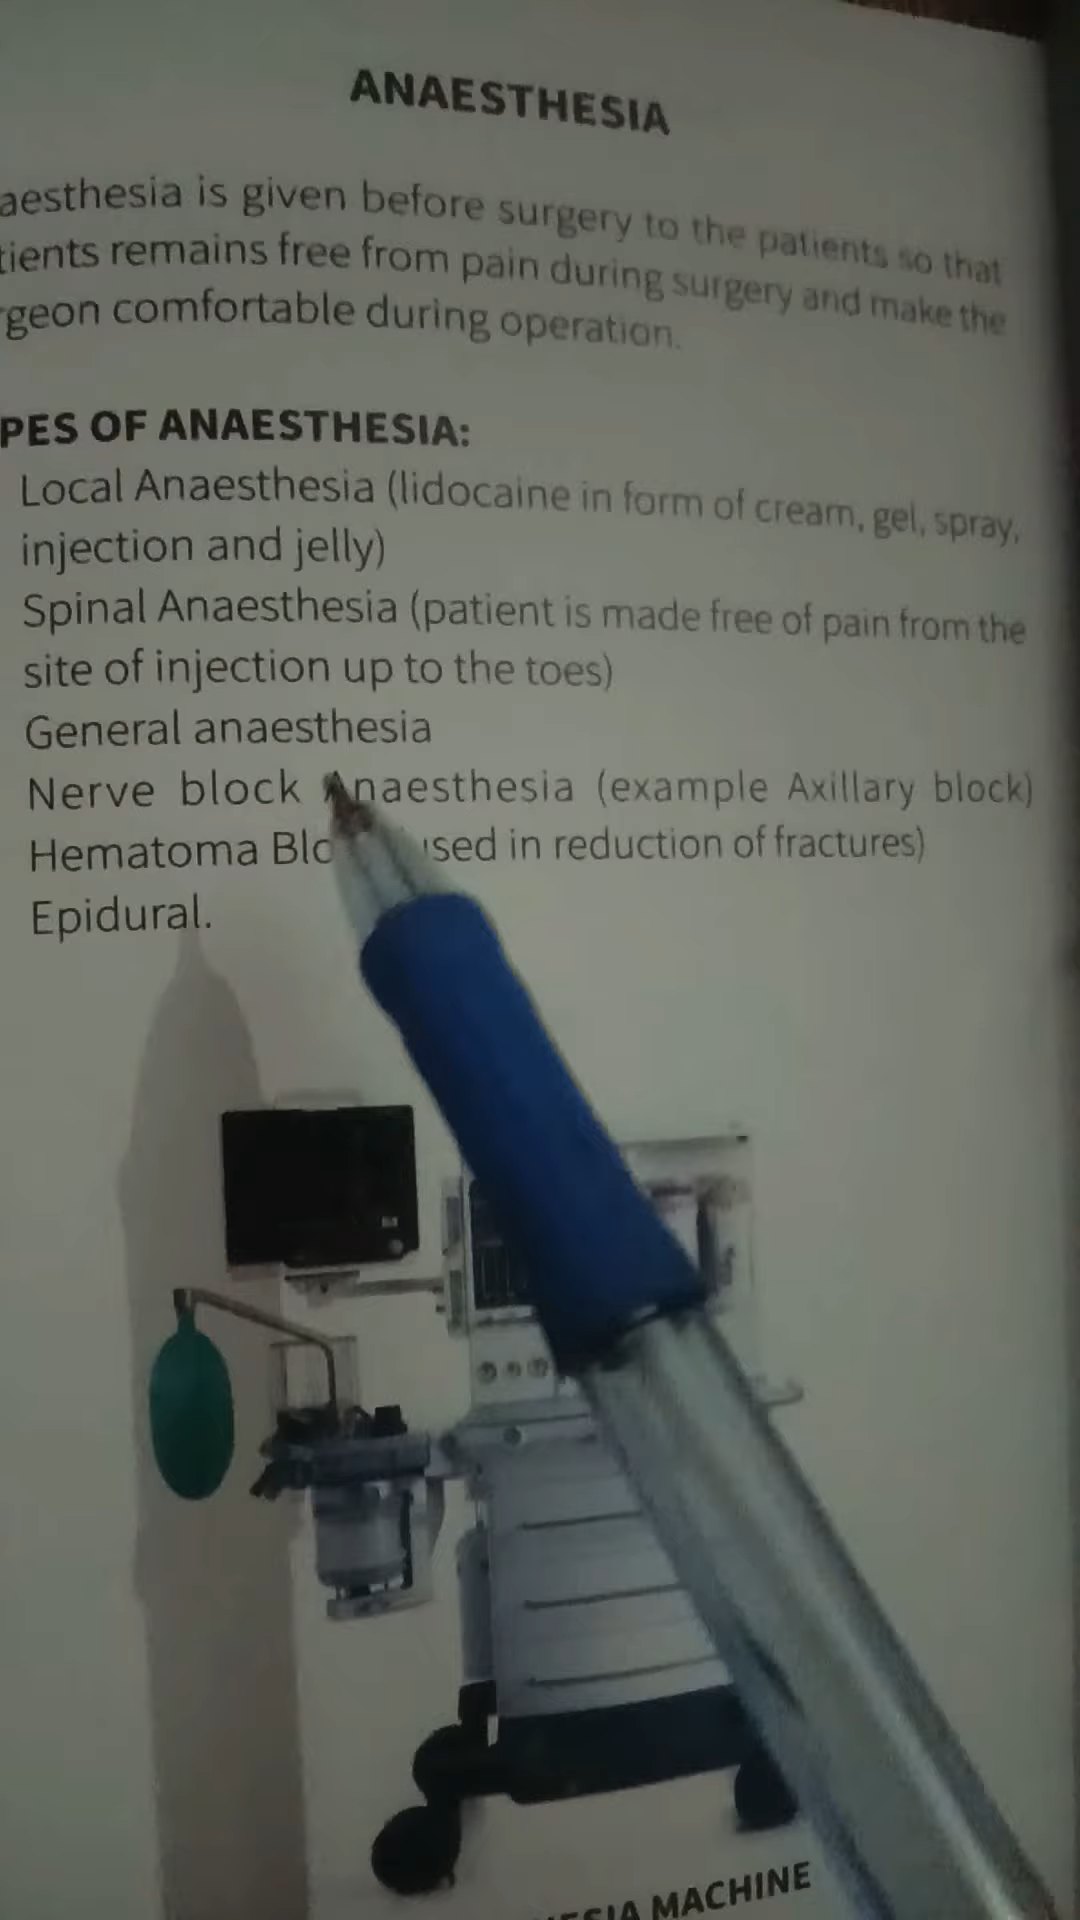 ANAESTHESIA
aesthesia is given before surgery to the patients so that
tients remains free from pain during surgery and make the
geon comfortable during operation.
PES OF ANAESTHESIA:
Local Anaesthesia (lidocaine in form of cream, gel, spray,
injection and jelly)
Spinal Anaesthesia (patient is made free of pain from the
site of injection up to the toes)
General anaesthesia
Nerve block Anaesthesia (example Axillary block)
Hematoma Blo used in reduction of fractures)
Epidural.
ESIA MACHINE